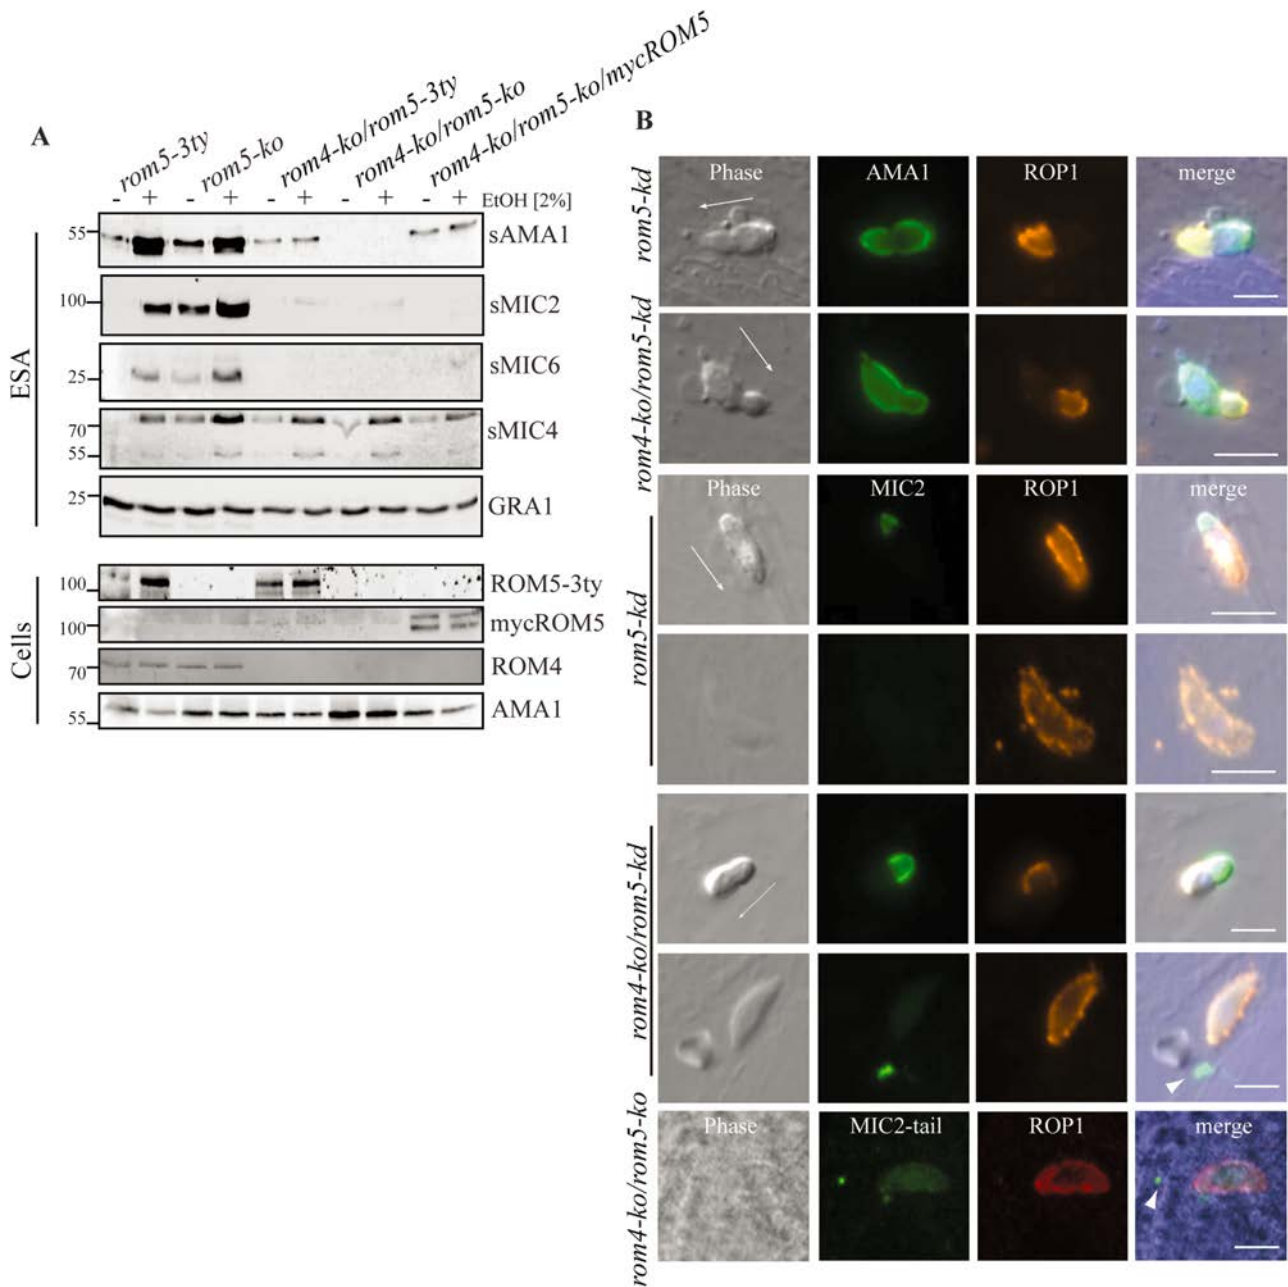 A
rom5-3ty
rom5-ko
rom4-ko/rom5-3ty
rom4-ko/rom5-ko
rom4-ko/rom5-ko/mycROM5
- + - + - + - + - + EtOH [2%]
ESA
55 sAMA1
100 sMIC2
25 sMIC6
70 sMIC4
55
25 GRA1
Cells
100 ROM5-3ty
100 mycROM5
70 ROM4
55 AMA1
B
rom5-kd
Phase AMA1 ROP1 merge
rom4-ko/rom5-kd
rom5-kd
Phase MIC2 ROP1 merge
rom4-ko/rom5-kd
rom4-ko/rom5-ko
Phase MIC2-tail ROP1 merge